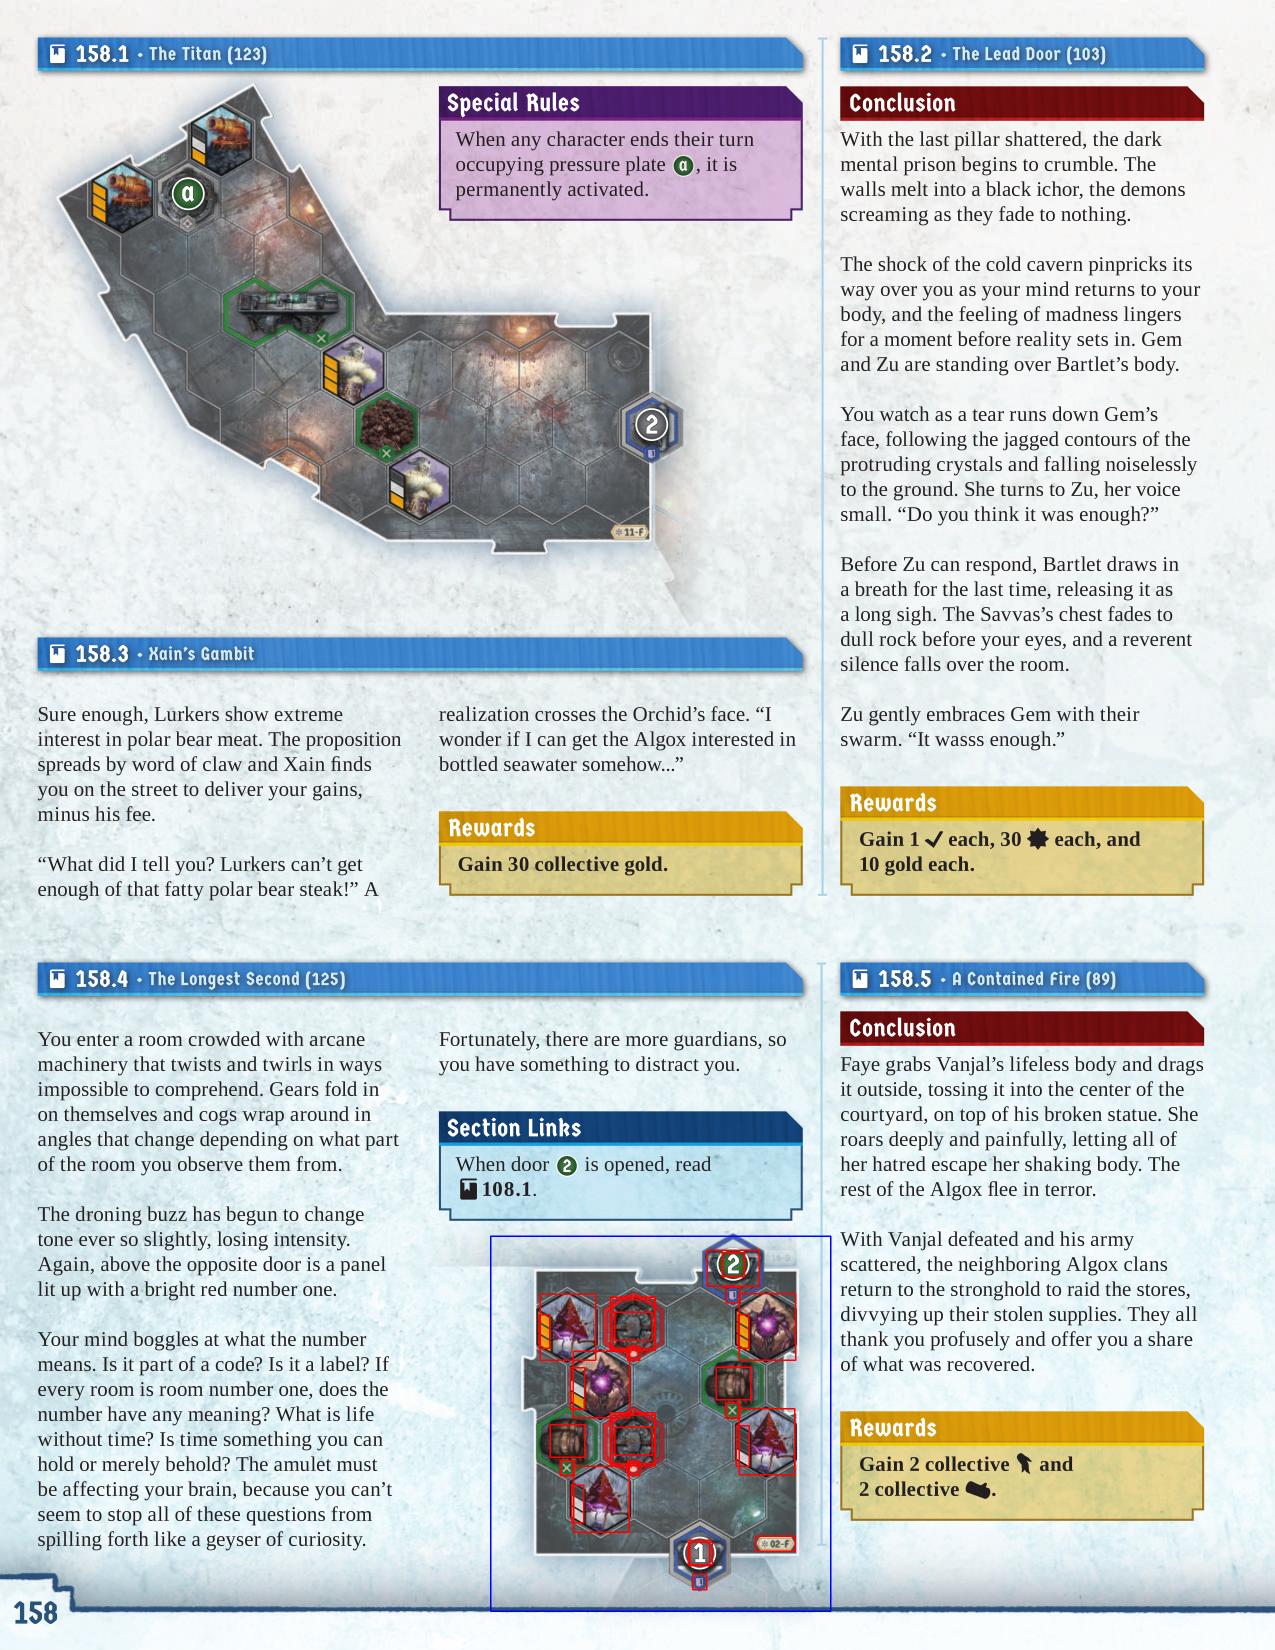 158.1 • The Titan (123)
a
2
11-F
Special Rules
When any character ends their turn
occupying pressure plate a, it is
permanently activated.
158.2 • The Lead Door (103)
Conclusion
With the last pillar shattered, the dark
mental prison begins to crumble. The
walls melt into a black ichor, the demons
screaming as they fade to nothing.
The shock of the cold cavern pinpricks its
way over you as your mind returns to your
body, and the feeling of madness lingers
for a moment before reality sets in. Gem
and Zu are standing over Bartlet’s body.
You watch as a tear runs down Gem’s
face, following the jagged contours of the
protruding crystals and falling noiselessly
to the ground. She turns to Zu, her voice
small. “Do you think it was enough?”
Before Zu can respond, Bartlet draws in
a breath for the last time, releasing it as
a long sigh. The Savvas’s chest fades to
dull rock before your eyes, and a reverent
silence falls over the room.
Zu gently embraces Gem with their
swarm. “It wasss enough.”
Rewards
Gain 1 each, 30 each, and
10 gold each.
158.3 • Xain’s Gambit
Sure enough, Lurkers show extreme
interest in polar bear meat. The proposition
spreads by word of claw and Xain finds
you on the street to deliver your gains,
minus his fee.
“What did I tell you? Lurkers can’t get
enough of that fatty polar bear steak!” A
realization crosses the Orchid’s face. “I
wonder if I can get the Algox interested in
bottled seawater somehow...”
Rewards
Gain 30 collective gold.
158.4 • The Longest Second (125)
You enter a room crowded with arcane
machinery that twists and twirls in ways
impossible to comprehend. Gears fold in
on themselves and cogs wrap around in
angles that change depending on what part
of the room you observe them from.
The droning buzz has begun to change
tone ever so slightly, losing intensity.
Again, above the opposite door is a panel
lit up with a bright red number one.
Your mind boggles at what the number
means. Is it part of a code? Is it a label? If
every room is room number one, does the
number have any meaning? What is life
without time? Is time something you can
hold or merely behold? The amulet must
be affecting your brain, because you can’t
seem to stop all of these questions from
spilling forth like a geyser of curiosity.
Fortunately, there are more guardians, so
you have something to distract you.
Section Links
When door 2 is opened, read
108.1.
2
1
02-F
158.5 • A Contained Fire (89)
Conclusion
Faye grabs Vanjal’s lifeless body and drags
it outside, tossing it into the center of the
courtyard, on top of his broken statue. She
roars deeply and painfully, letting all of
her hatred escape her shaking body. The
rest of the Algox flee in terror.
With Vanjal defeated and his army
scattered, the neighboring Algox clans
return to the stronghold to raid the stores,
divvying up their stolen supplies. They all
thank you profusely and offer you a share
of what was recovered.
Rewards
Gain 2 collective and
2 collective .
158